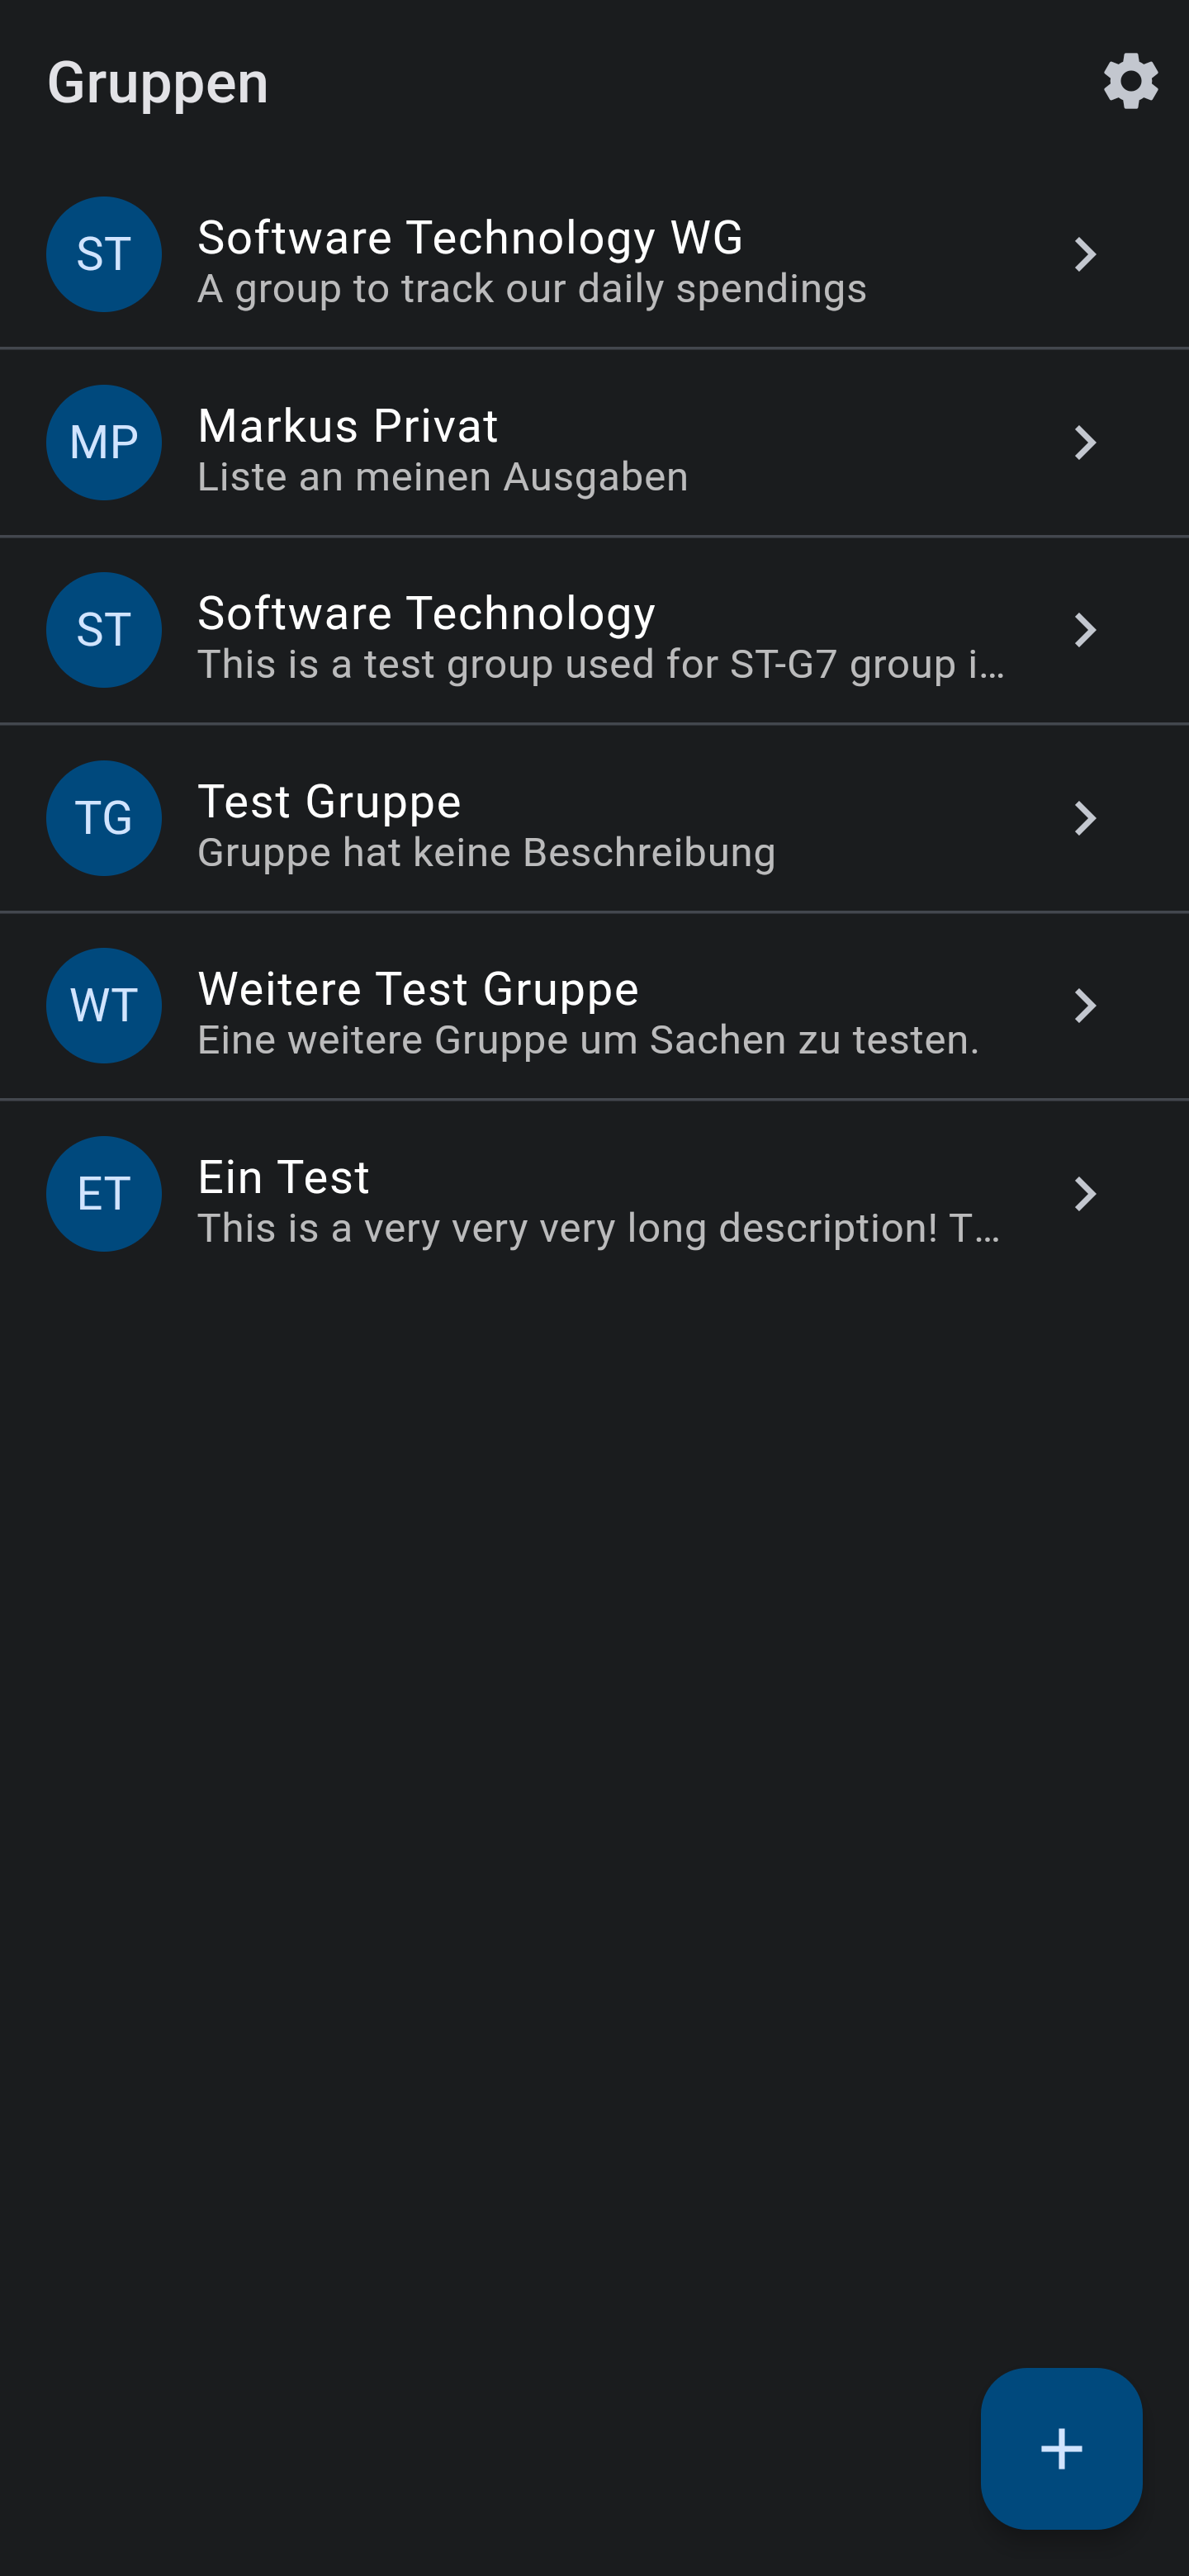 Gruppen
ST
Software Technology WG
A group to track our daily spendings
MP
Markus Privat
Liste an meinen Ausgaben
ST
Software Technology
This is a test group used for ST-G7 group i…
TG
Test Gruppe
Gruppe hat keine Beschreibung
WT
Weitere Test Gruppe
Eine weitere Gruppe um Sachen zu testen.
ET
Ein Test
This is a very very very long description! T…